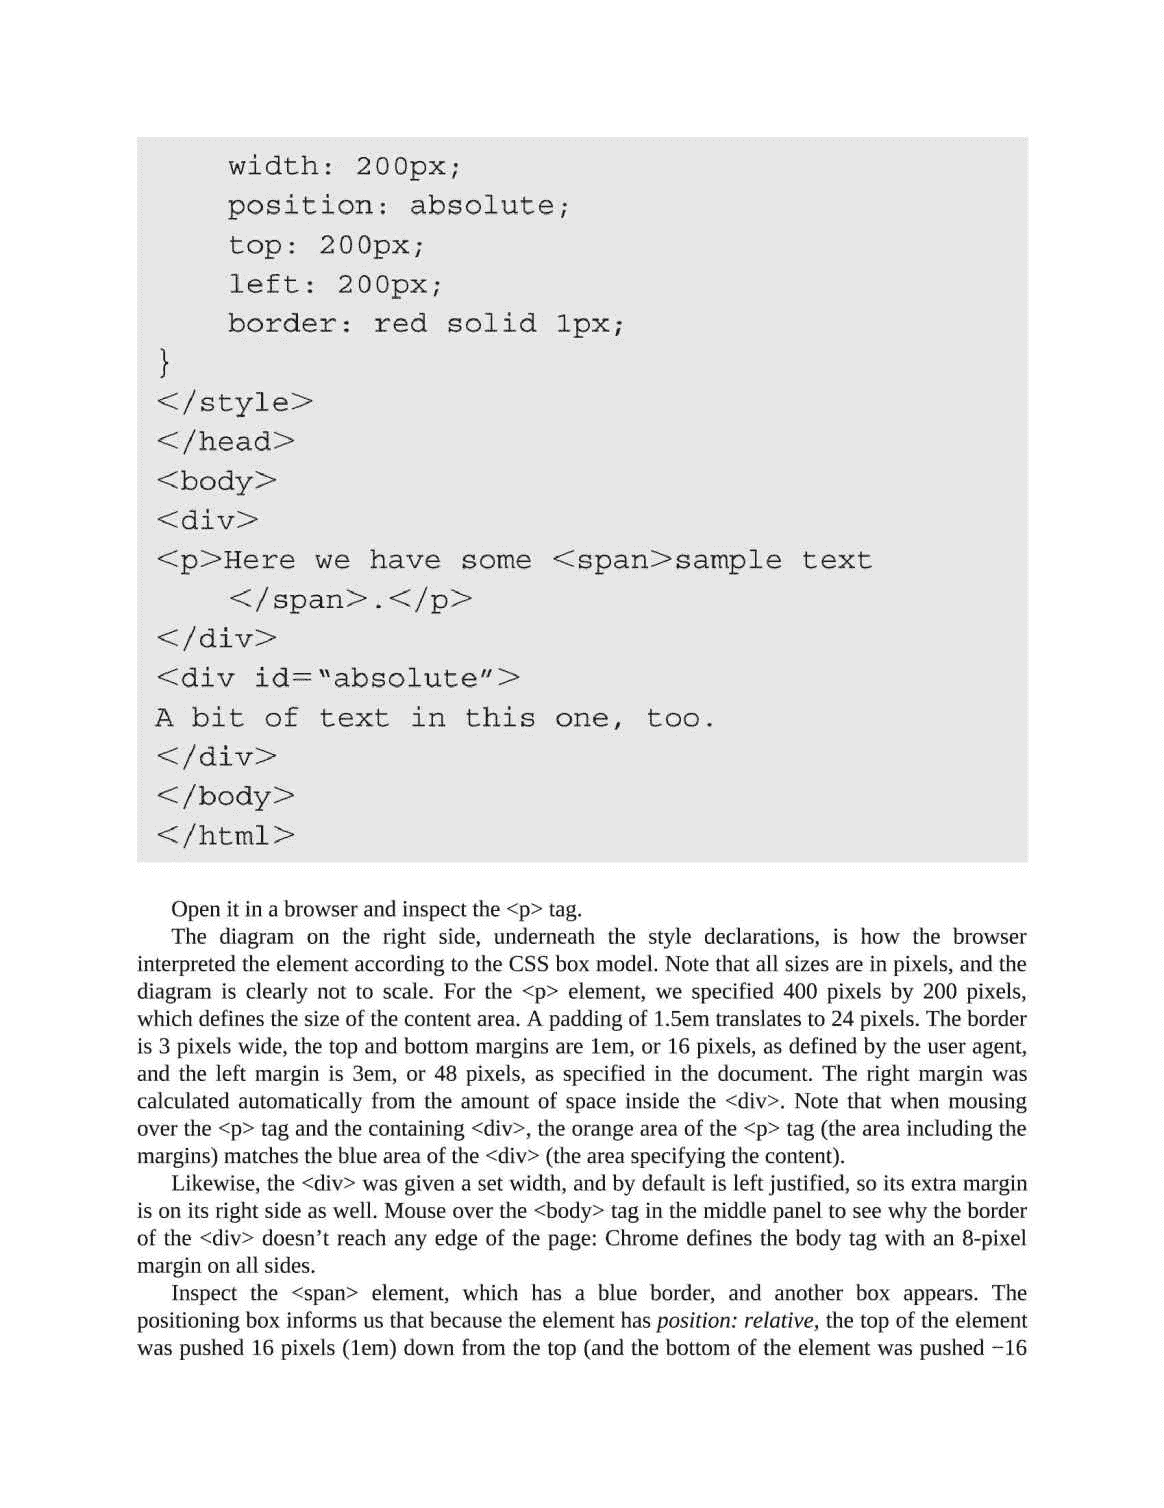 width: 200px;
position: absolute;
top: 200px;
left: 200px;
border: red solid 1px;
}
</style>
</head>
<body>
<div>
<p>Here we have some <span>sample text
</span>.</p>
</div>
<div id=“absolute”>
A bit of text in this one, too.
</div>
</body>
</html>
Open it in a browser and inspect the <p> tag.
The diagram on the right side, underneath the style declarations, is how the browser
interpreted the element according to the CSS box model. Note that all sizes are in pixels, and the
diagram is clearly not to scale. For the <p> element, we specified 400 pixels by 200 pixels,
which defines the size of the content area. A padding of 1.5em translates to 24 pixels. The border
is 3 pixels wide, the top and bottom margins are 1em, or 16 pixels, as defined by the user agent,
and the left margin is 3em, or 48 pixels, as specified in the document. The right margin was
calculated automatically from the amount of space inside the <div>. Note that when mousing
over the <p> tag and the containing <div>, the orange area of the <p> tag (the area including the
margins) matches the blue area of the <div> (the area specifying the content).
Likewise, the <div> was given a set width, and by default is left justified, so its extra margin
is on its right side as well. Mouse over the <body> tag in the middle panel to see why the border
of the <div> doesn’t reach any edge of the page: Chrome defines the body tag with an 8-pixel
margin on all sides.
Inspect the <span> element, which has a blue border, and another box appears. The
positioning box informs us that because the element has position: relative, the top of the element
was pushed 16 pixels (1em) down from the top (and the bottom of the element was pushed −16